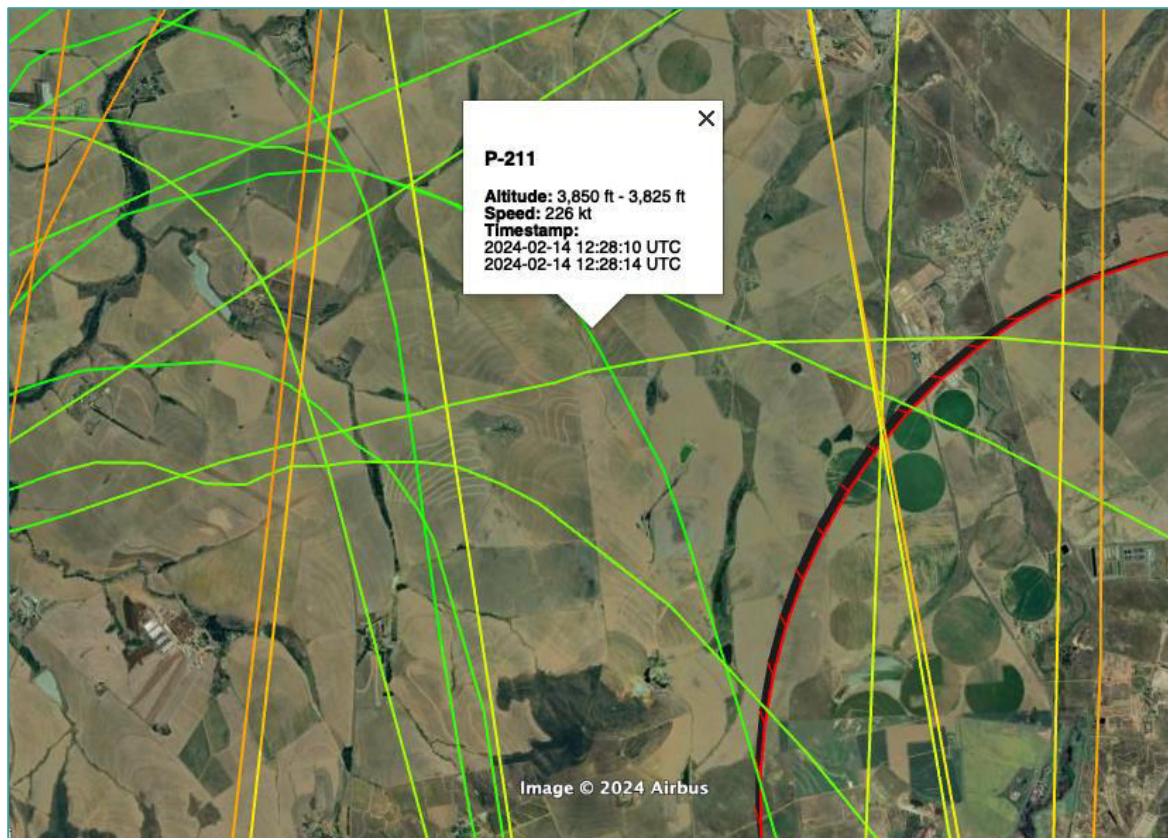 P-211
Altitude: 3,850 ft - 3,825 ft
Speed: 226 kt
Timestamp:
2024-02-14 12:28:10 UTC
2024-02-14 12:28:14 UTC
Image © 2024 Airbus